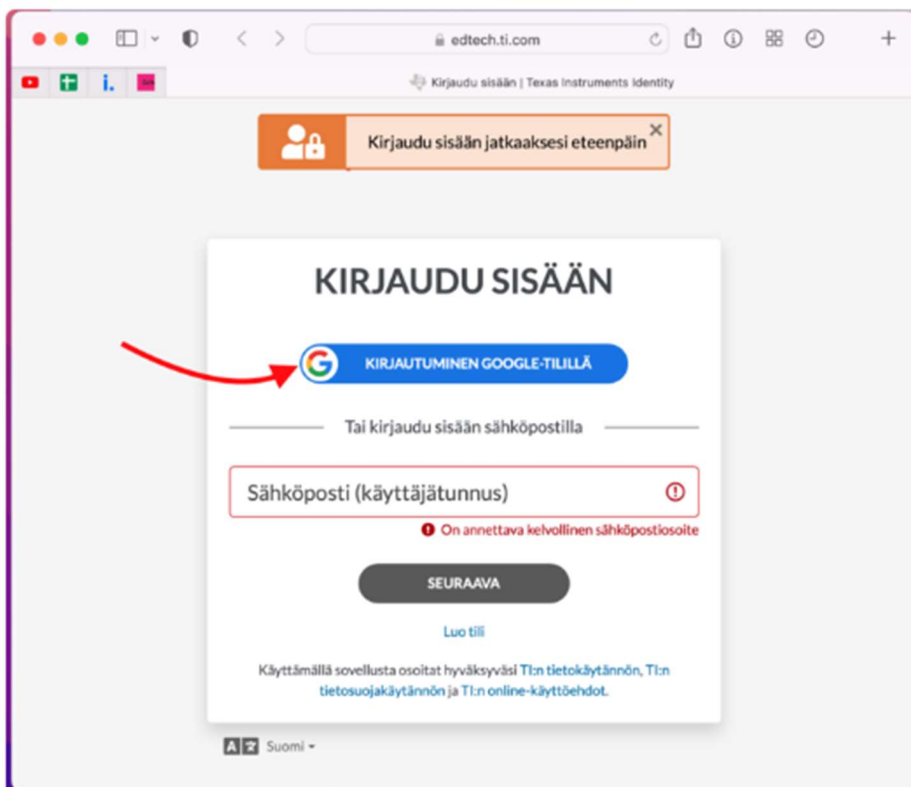 edtech.ti.com
Kirjaudu sisään | Texas Instruments Identity
Kirjaudu sisään jatkaaksesi eteenpäin
KIRJAUDU SISÄÄN
KIRJAUTUMINEN GOOGLE-TILILLÄ
Tai kirjaudu sisään sähköpostilla
Sähköposti (käyttäjätunnus)
On annettava kelvollinen sähköpostiosoite
SEURAAVA
Luo tili
Käyttämällä sovellusta osoitat hyväksyväsi TI:n tietokäytännön, TI:n
tietosuojakäytännön ja TI:n online-käyttöehdot.
Suomi